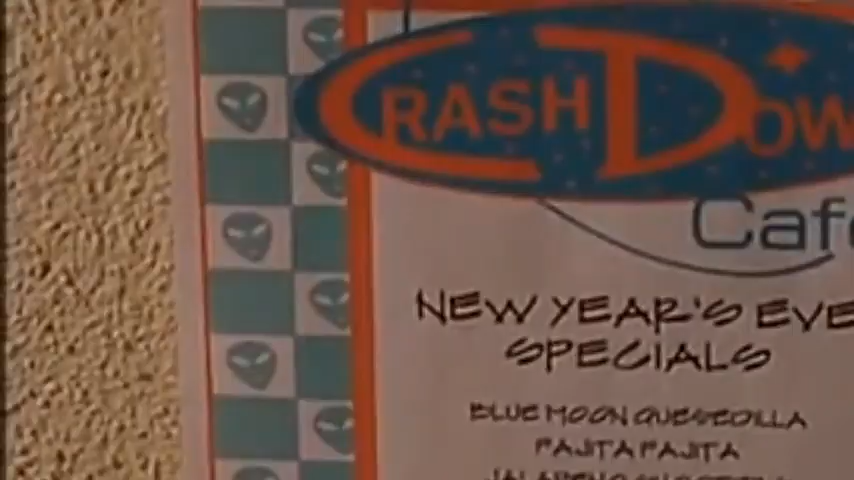 CRASHDOW
Cafe
NEW YEAR'S EVE
SPECIALS
BLUE MOON QUESEDILLA
FAJITA FAJITA